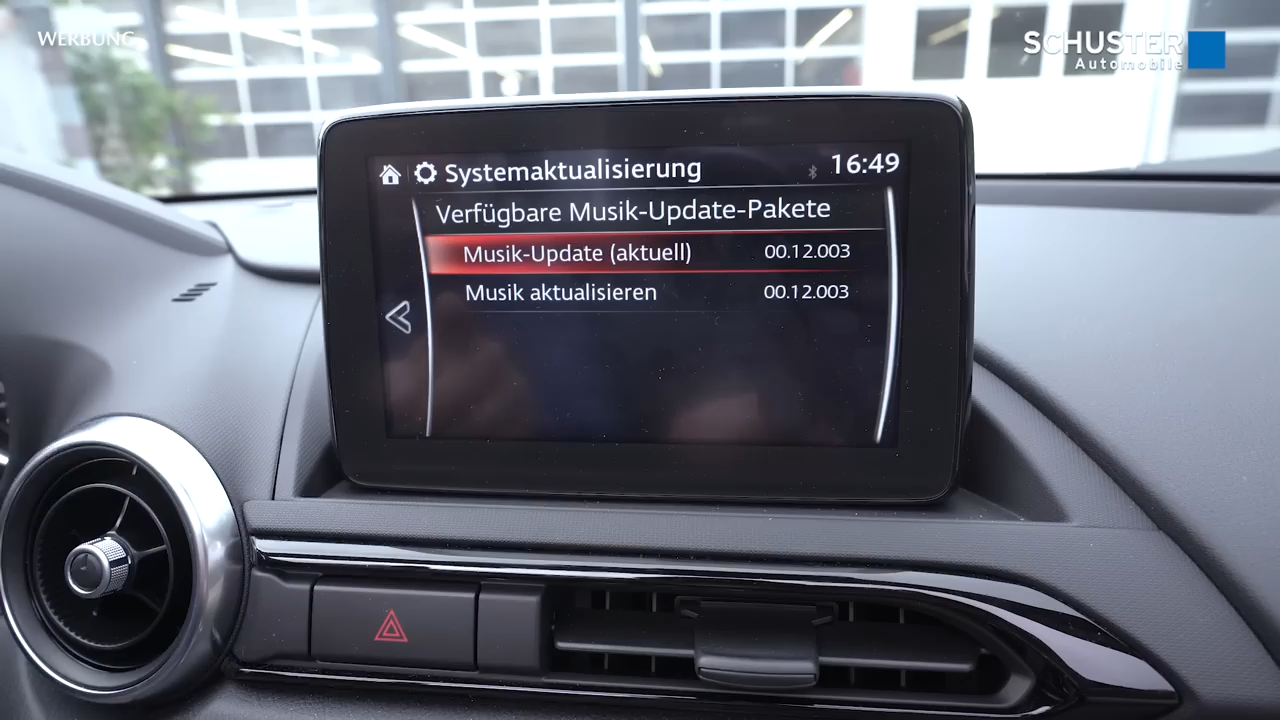 WERBUNG
SCHUSTER
Automobile
Systemaktualisierung 16:49
Verfügbare Musik-Update-Pakete
Musik-Update (aktuell) 00.12.003
Musik aktualisieren 00.12.003